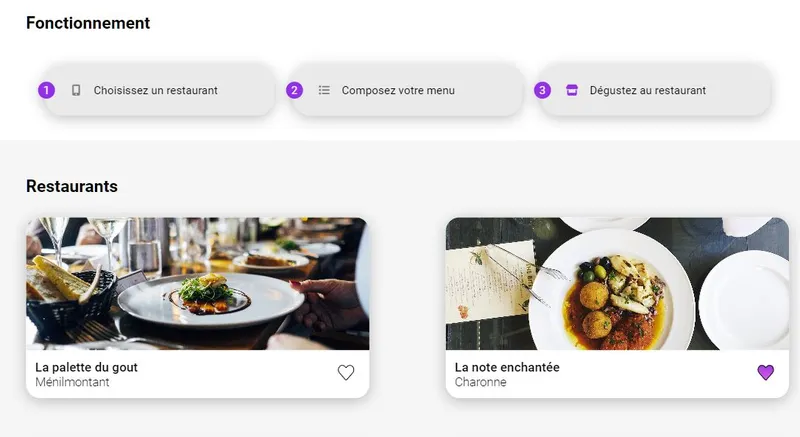 Fonctionnement
1 Choisissez un restaurant
2 Composez votre menu
3 Dégustez au restaurant
Restaurants
La palette du gout
Ménilmontant
La note enchantée
Charonne